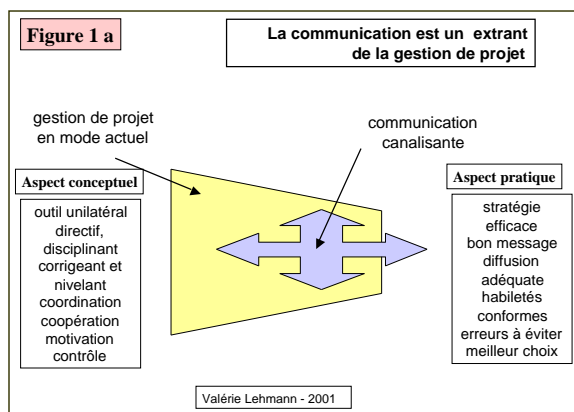 Figure 1 a
La communication est un extrant
de la gestion de projet
gestion de projet
en mode actuel
communication
canalisante
Aspect conceptuel
outil unilatéral
directif,
disciplinant
corrigeant et
nivelant
coordination
coopération
motivation
contrôle
Aspect pratique
stratégie
efficace
bon message
diffusion
adéquate
habiletés
conformes
erreurs à éviter
meilleur choix
Valérie Lehmann - 2001